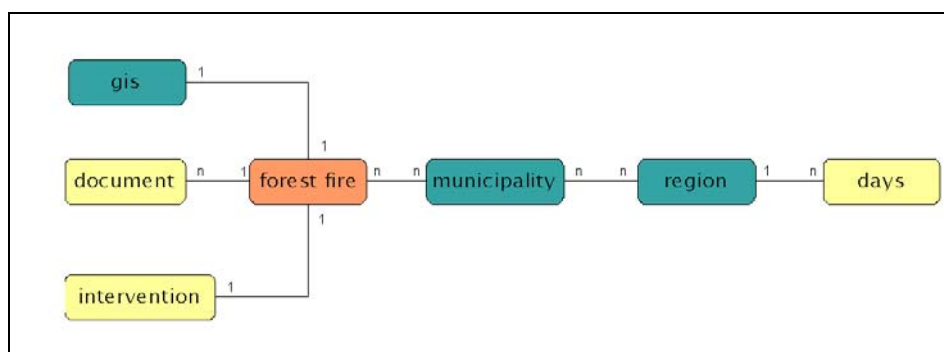 gis
1
1
document n 1 forest fire n n municipality n n region 1 n days
1
intervention 1